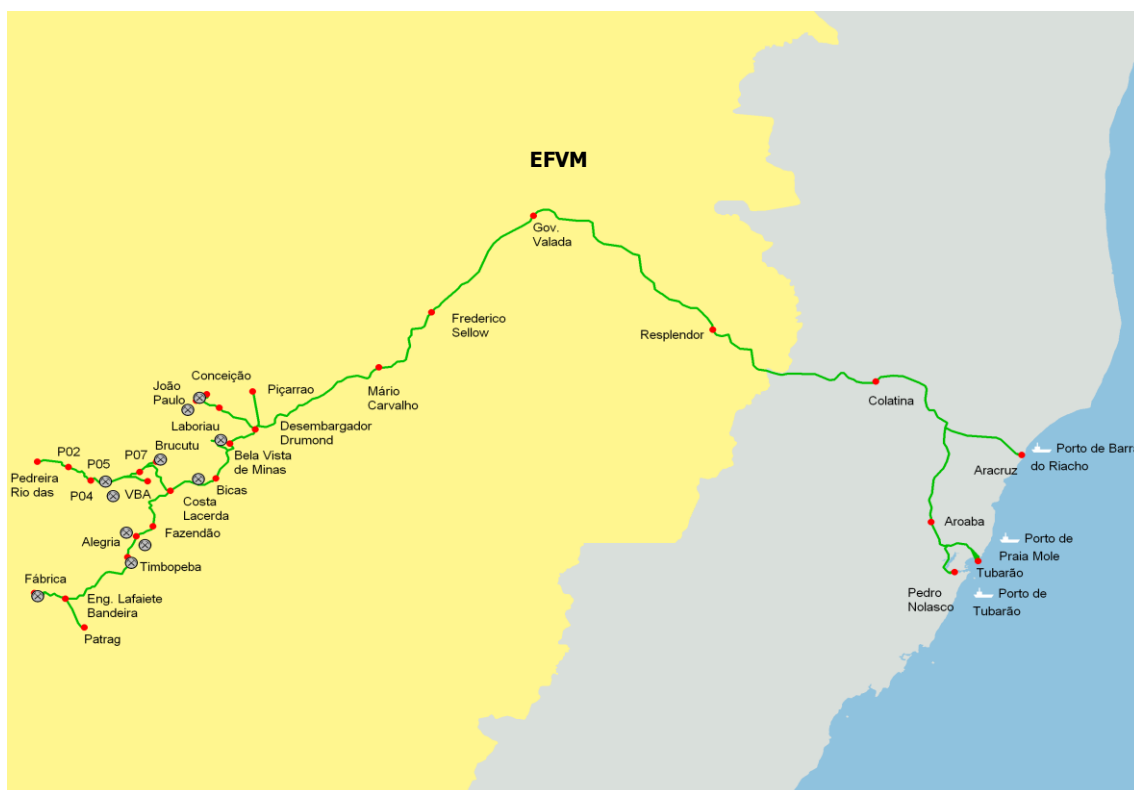 EFVM
Gov.
Valada
Frederico
Sellow
Resplendor
Mário
Carvalho
Colatina
Conceição
João
Paulo
Piçarrao
Laboriau
Desembargador
Drumond
Brucutu
Bela Vista
de Minas
P02
P05
P07
Pedreira
Rio das
P04
VBA
Bicas
Costa
Lacerda
Fazendão
Alegria
Timbopeba
Fábrica
Eng. Lafaiete
Bandeira
Patrag
Porto de Barr
do Riacho
Aracruz
Aroaba
Porto de
Praia Mole
Tubarão
Pedro
Nolasco
Porto de
Tubarão